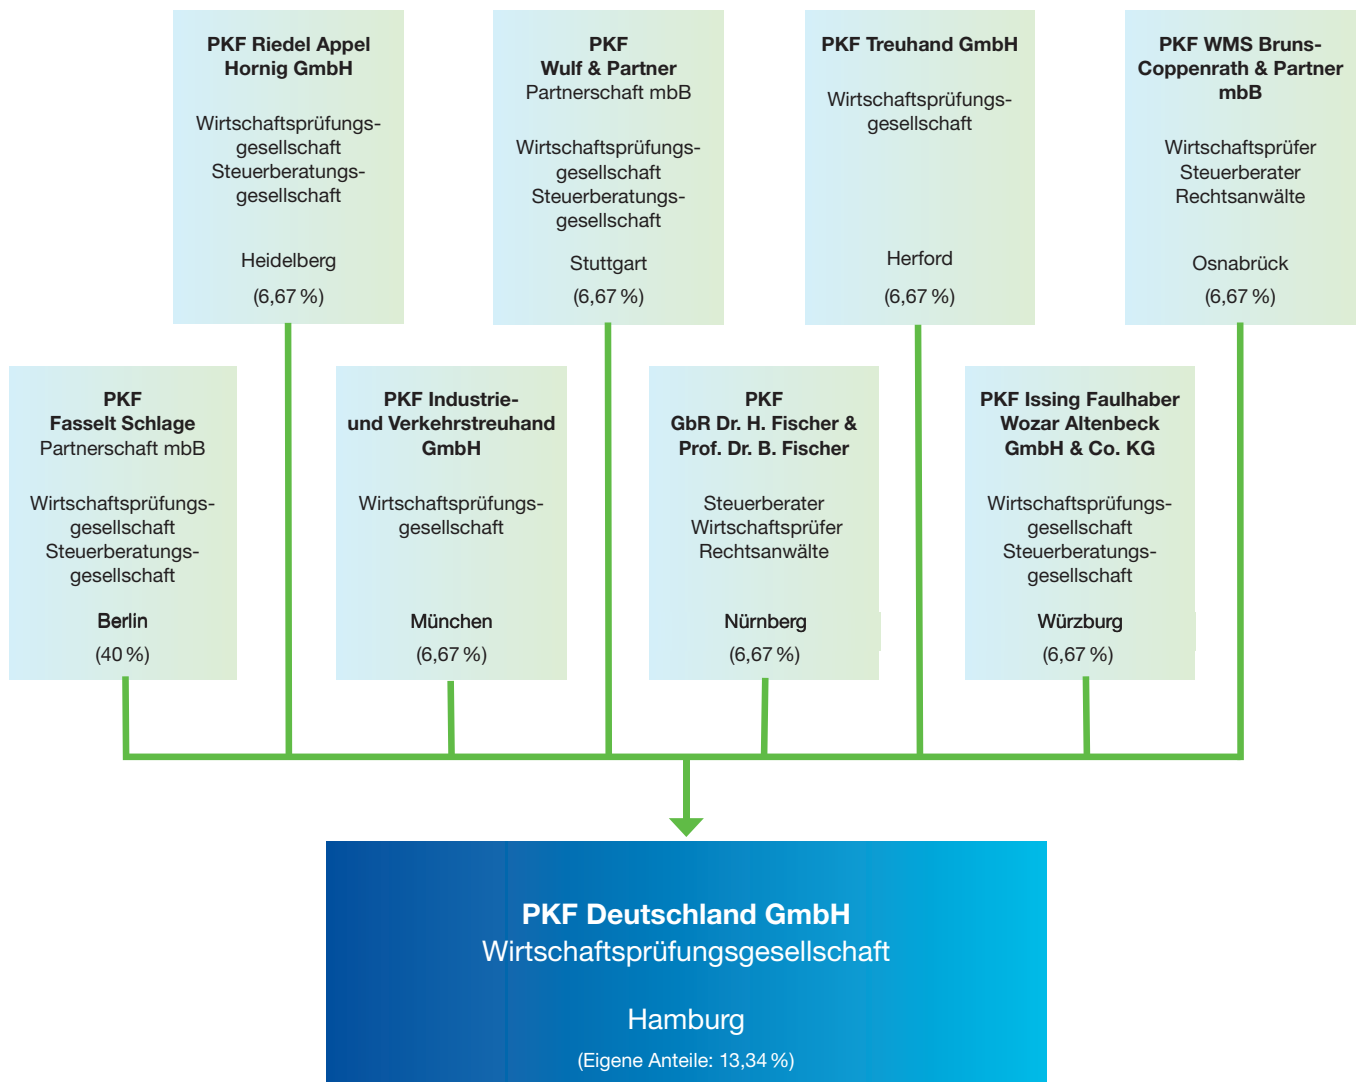 PKF Riedel Appel
Hornig GmbH
Wirtschaftsprüfungs-
gesellschaft
Steuerberatungs-
gesellschaft
Heidelberg
(6,67 %)
PKF
Wulf & Partner
Partnerschaft mbB
Wirtschaftsprüfungs-
gesellschaft
Steuerberatungs-
gesellschaft
Stuttgart
(6,67 %)
PKF Treuhand GmbH
Wirtschaftsprüfungs-
gesellschaft
Herford
(6,67 %)
PKF WMS Bruns-
Coppenrath & Partner
mbB
Wirtschaftsprüfer
Steuerberater
Rechtsanwälte
Osnabrück
(6,67 %)
PKF
Fasselt Schlage
Partnerschaft mbB
Wirtschaftsprüfungs-
gesellschaft
Steuerberatungs-
gesellschaft
Berlin
(40 %)
PKF Industrie-
und Verkehrstreuhand
GmbH
Wirtschaftsprüfungs-
gesellschaft
München
(6,67 %)
PKF
GbR Dr. H. Fischer &
Prof. Dr. B. Fischer
Steuerberater
Wirtschaftsprüfer
Rechtsanwälte
Nürnberg
(6,67 %)
PKF Issing Faulhaber
Wozar Altenbeck
GmbH & Co. KG
Wirtschaftsprüfungs-
gesellschaft
Steuerberatungs-
gesellschaft
Würzburg
(6,67 %)
PKF Deutschland GmbH
Wirtschaftsprüfungsgesellschaft
Hamburg
(Eigene Anteile: 13,34 %)